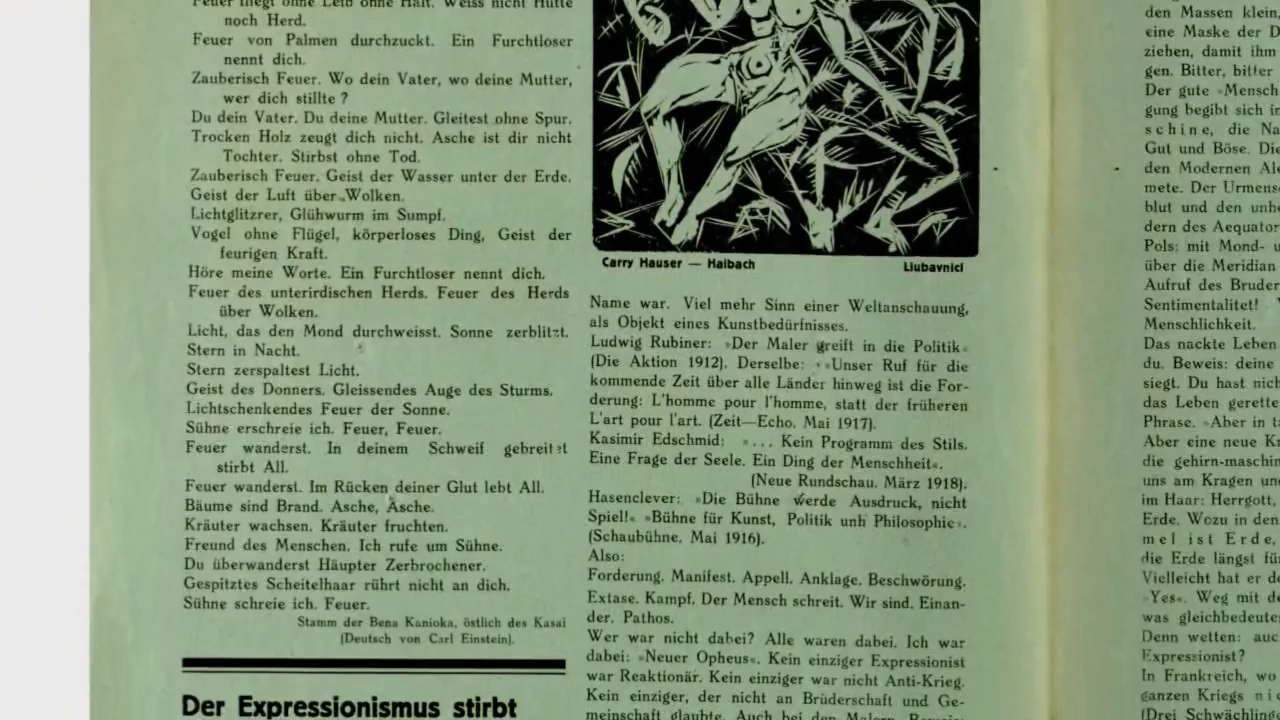 Feuer fliegt ohne Leib ohne Halt. Weiss nicht Hütte
noch Herd.
Feuer von Palmen durchzuckt. Ein Furchtloser
nennt dich.
Zauberisch Feuer. Wo dein Vater, wo deine Mutter,
wer dich stillte ?
Du dein Vater. Du deine Mutter. Gleitest ohne Spur.
Trocken Holz zeugt dich nicht. Asche ist dir nicht
Tochter. Stirbst ohne Tod.
Zauberisch Feuer. Geist der Wasser unter der Erde.
Geist der Luft über Wolken.
Lichtglitzrer, Glühwurm im Sumpf.
Vogel ohne Flügel, körperloses Ding, Geist der
feurigen Kraft.
Höre meine Worte. Ein Furchtloser nennt dich.
Feuer des unterirdischen Herds. Feuer des Herds
über Wolken.
Licht, das den Mond durchweisst. Sonne zerblitzt.
Stern in Nacht.
Stern zerspaltest Licht.
Geist des Donners. Gleissendes Auge des Sturms.
Lichtschenkendes Feuer der Sonne.
Sühne erschreie ich. Feuer, Feuer.
Feuer wanderst. In deinem Schweif gebreitet
stirbt All.
Feuer wanderst. Im Rücken deiner Glut lebt All.
Bäume sind Brand. Asche, Asche.
Kräuter wachsen. Kräuter fruchten.
Freund des Menschen. Ich rufe um Sühne.
Du überwanderst Häupter Zerbrochener.
Gespitztes Scheitelhaar rührt nicht an dich.
Sühne schreie ich. Feuer.
Stamm der Bena Kanioka, östlich des Kasai
(Deutsch von Carl Einstein).
Der Expressionismus stirbt
Carry Hauser — Haibach Ljubavnici
Name war. Viel mehr Sinn einer Weltanschauung,
als Objekt eines Kunstbedürfnisses.
Ludwig Rubiner: »Der Maler greift in die Politik«
(Die Aktion 1912). Derselbe: »»Unser Ruf für die
kommende Zeit über alle Länder hinweg ist die For-
derung: L'homme pour l'homme, statt der früheren
L'art pour l'art. (Zeit—Echo, Mai 1917).
Kasimir Edschmid: »... Kein Programm des Stils.
Eine Frage der Seele. Ein Ding der Menschheit«.
(Neue Rundschau. März 1918).
Hasenclever: »Die Bühne werde Ausdruck, nicht
Spiel!« »Bühne für Kunst, Politik unh Philosophie«.
(Schaubühne, Mai 1916).
Also:
Forderung. Manifest. Appell. Anklage. Beschwörung.
Extase. Kampf. Der Mensch schreit. Wir sind. Einan-
der. Pathos.
Wer war nicht dabei? Alle waren dabei. Ich war
dabei: »Neuer Opheus«. Kein einziger Expressionist
war Reaktionär. Kein einziger war nicht Anti-Krieg.
Kein einziger, der nicht an Brüderschaft und Ge-
meinschaft glaubte. Auch bei den Malern.
den Massen klein,
eine Maske der D
ziehen, damit ihm
gen. Bitter, bitter
Der gute »Mensch
gung begibt sich in
schine, die Na
Gut und Böse. Die
den Modernen Ale
mete. Der Urmens
blut und den unhe
dern des Aequator
Pols: mit Mond- u
über die Meridian
Aufruf des Bruder
Sentimentalitet!
Menschlichkeit.
Das nackte Leben
du. Beweis: deine
siegt. Du hast nich
das Leben gerette
Phrase. »Aber in ta
Aber eine neue Kr
die gehirn-maschin
uns am Kragen und
im Haar: Herrgott,
Erde. Wozu in den
mel ist Erde,
die Erde längst für
Vielleicht hat er de
»Yes«. Weg mit de
was gleichbedeute
Denn wetten: auc
Expressionist?
In Frankreich, wo
ganzen Kriegs nic
(Drei Schwächling